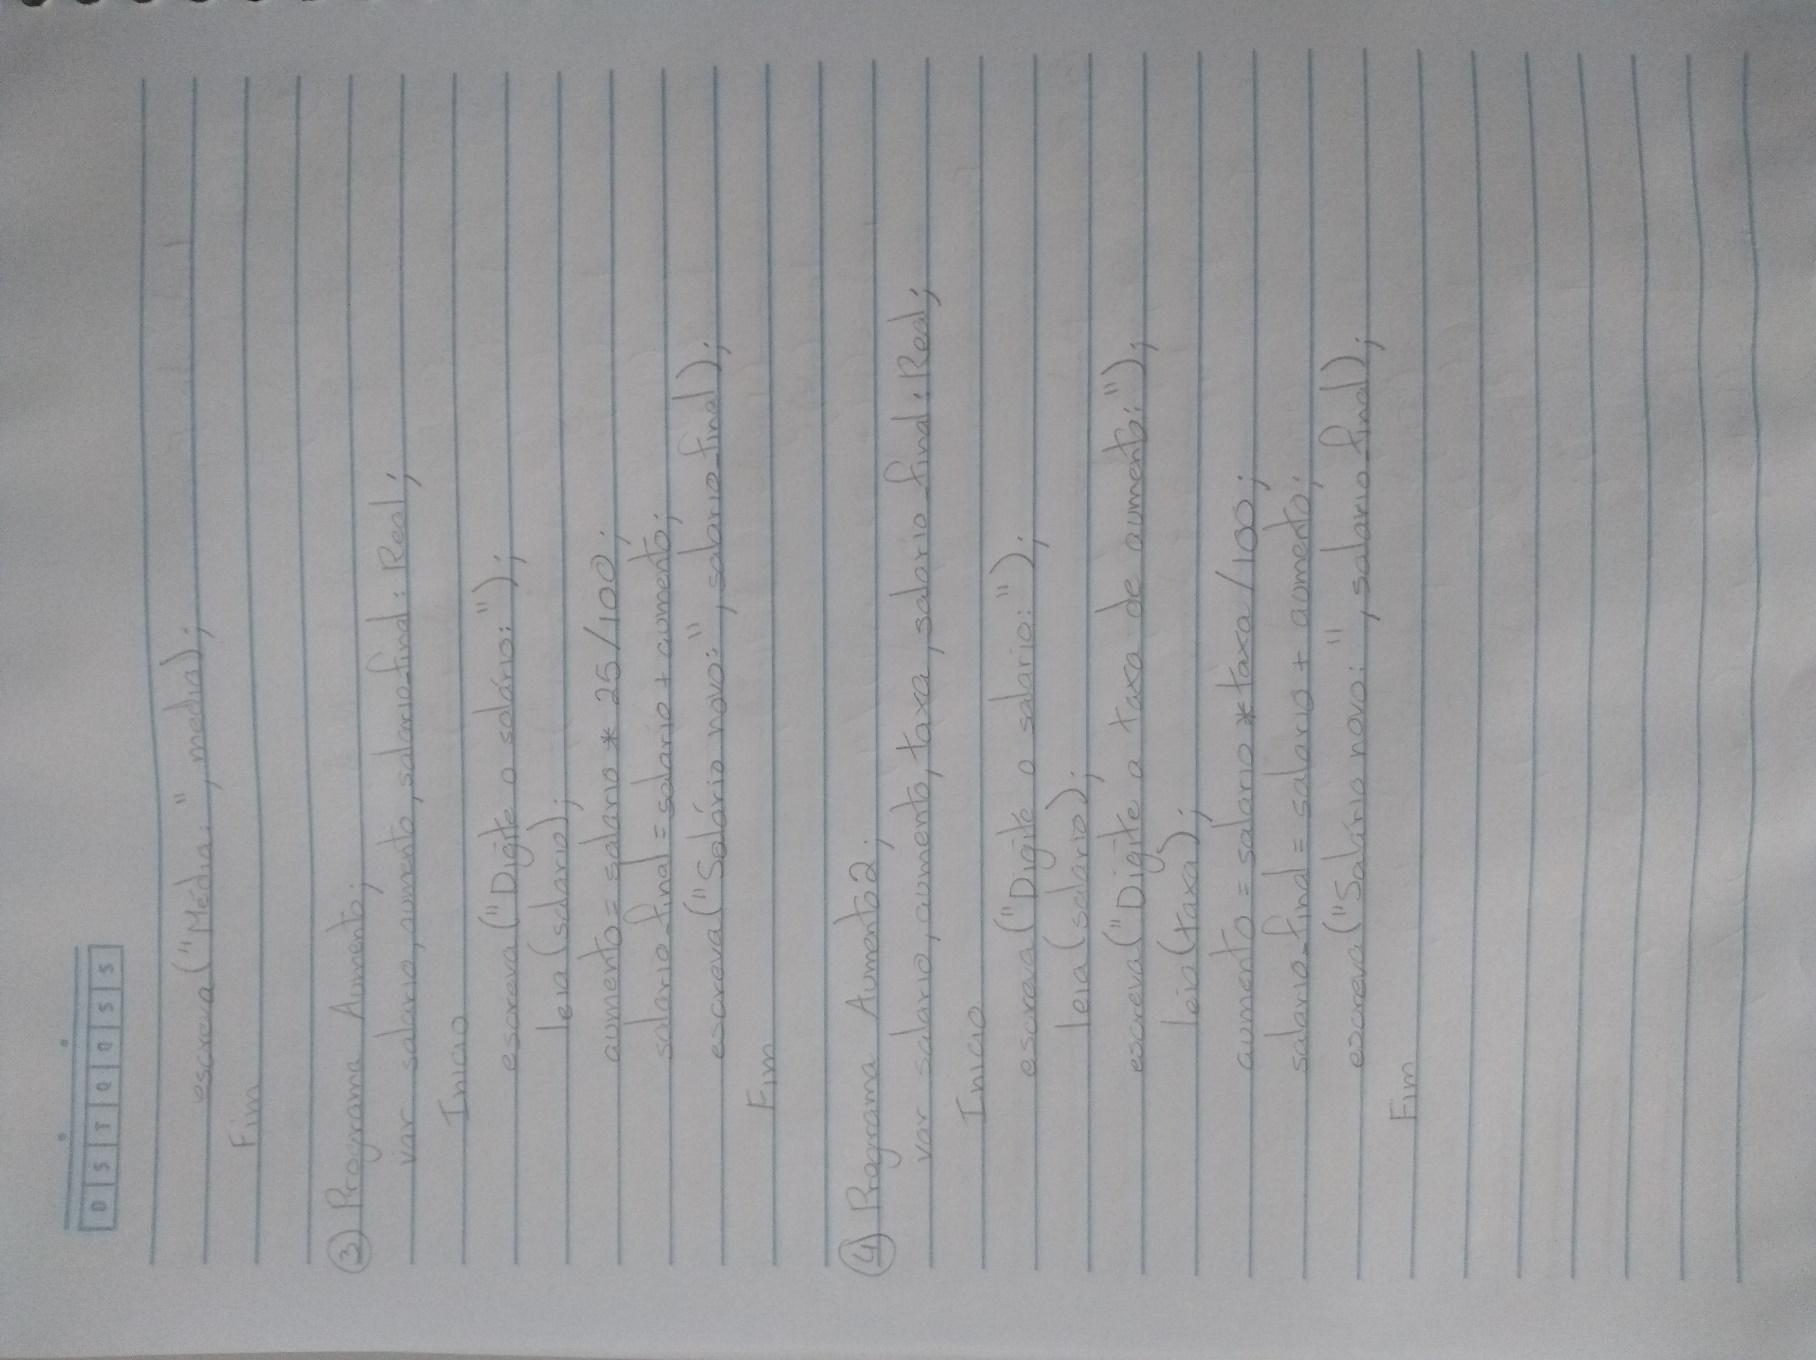 D S T Q Q S S
escreva("Média:", media);
Fim
③ Programa Aumento;
var salario, aumento, salario_final: Real;
Inicio
escreva("Digite o salário:");
leia(salario);
aumento = salario * 25/100;
salario_final = salario + aumento;
escreva("Salário novo:", salario_final);
Fim
④ Programa Aumento2;
var salario, aumento, taxa, salario_final: Real;
Inicio
escreva("Digite o salario:");
leia(salario);
escreva("Digite a taxa de aumento:");
leia(taxa);
aumento = salario * taxa/100;
salario_final = salario + aumento;
escreva("Salário novo:", salario_final);
Fim